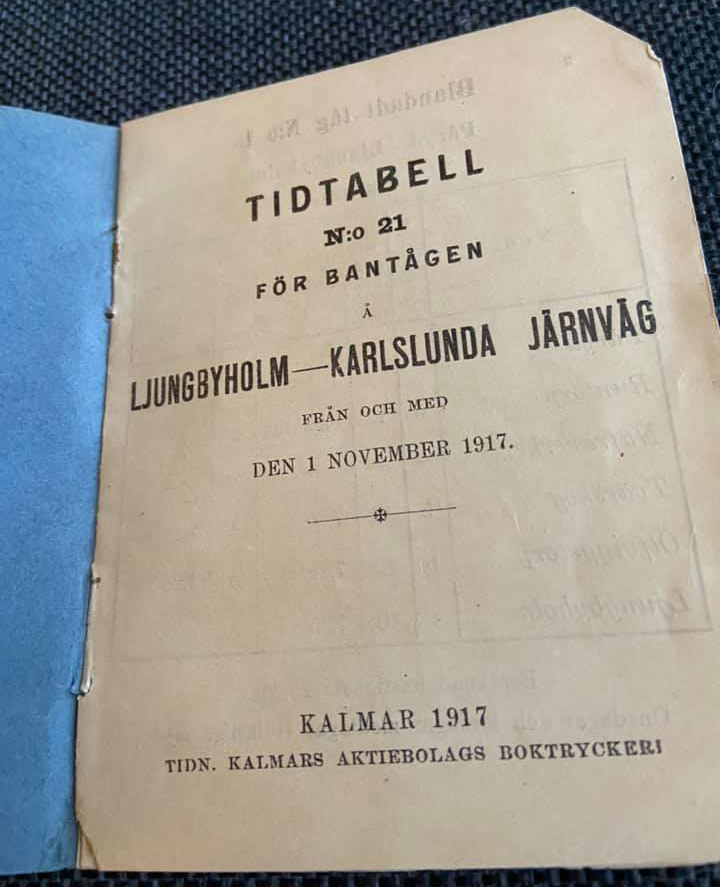 TIDTABELL
N:o 21
FÖR BANTÅGEN
Å
LJUNGBYHOLM—KARLSLUNDA JÄRNVÄG
FRÅN OCH MED
DEN 1 NOVEMBER 1917.
KALMAR 1917
TIDN. KALMARS AKTIEBOLAGS BOKTRYCKERI